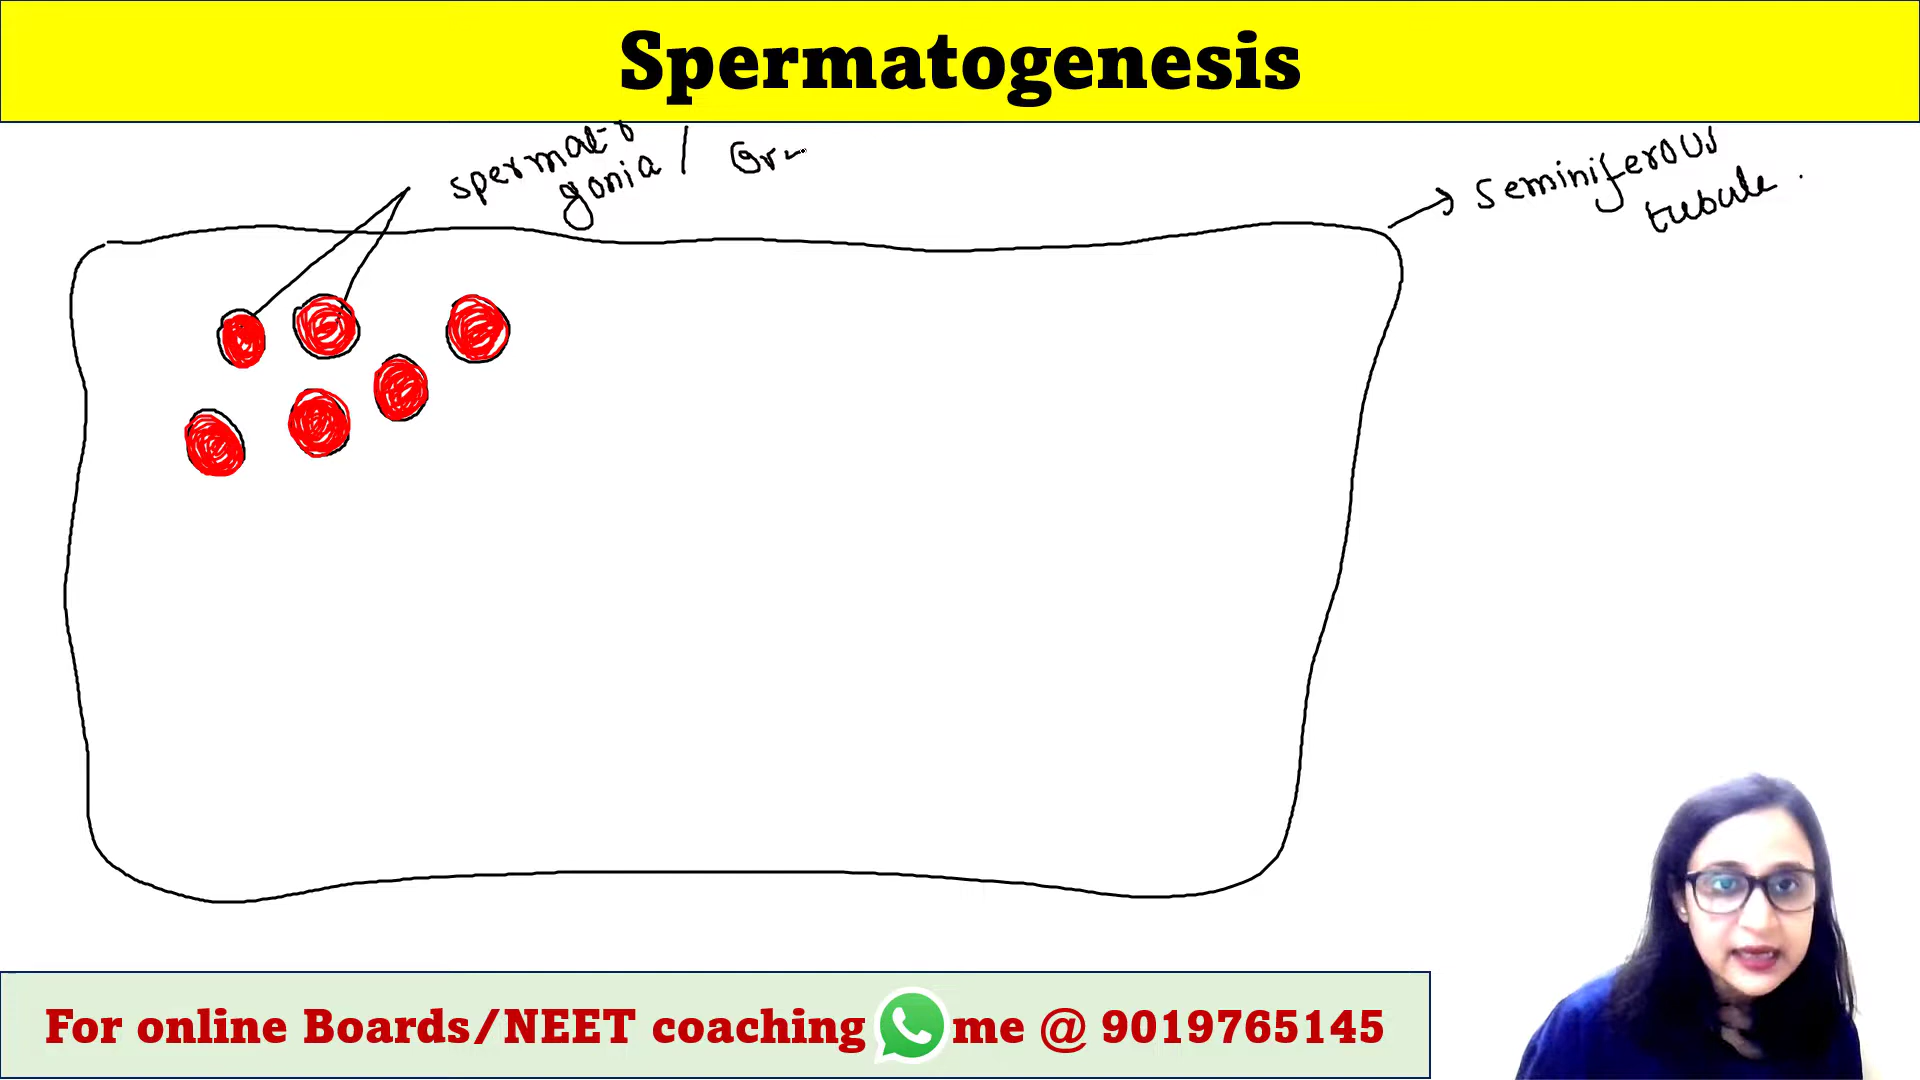 Spermatogenesis
spermato
gonia /
Seminiferous
tubule.
For online Boards/NEET coaching me @ 9019765145